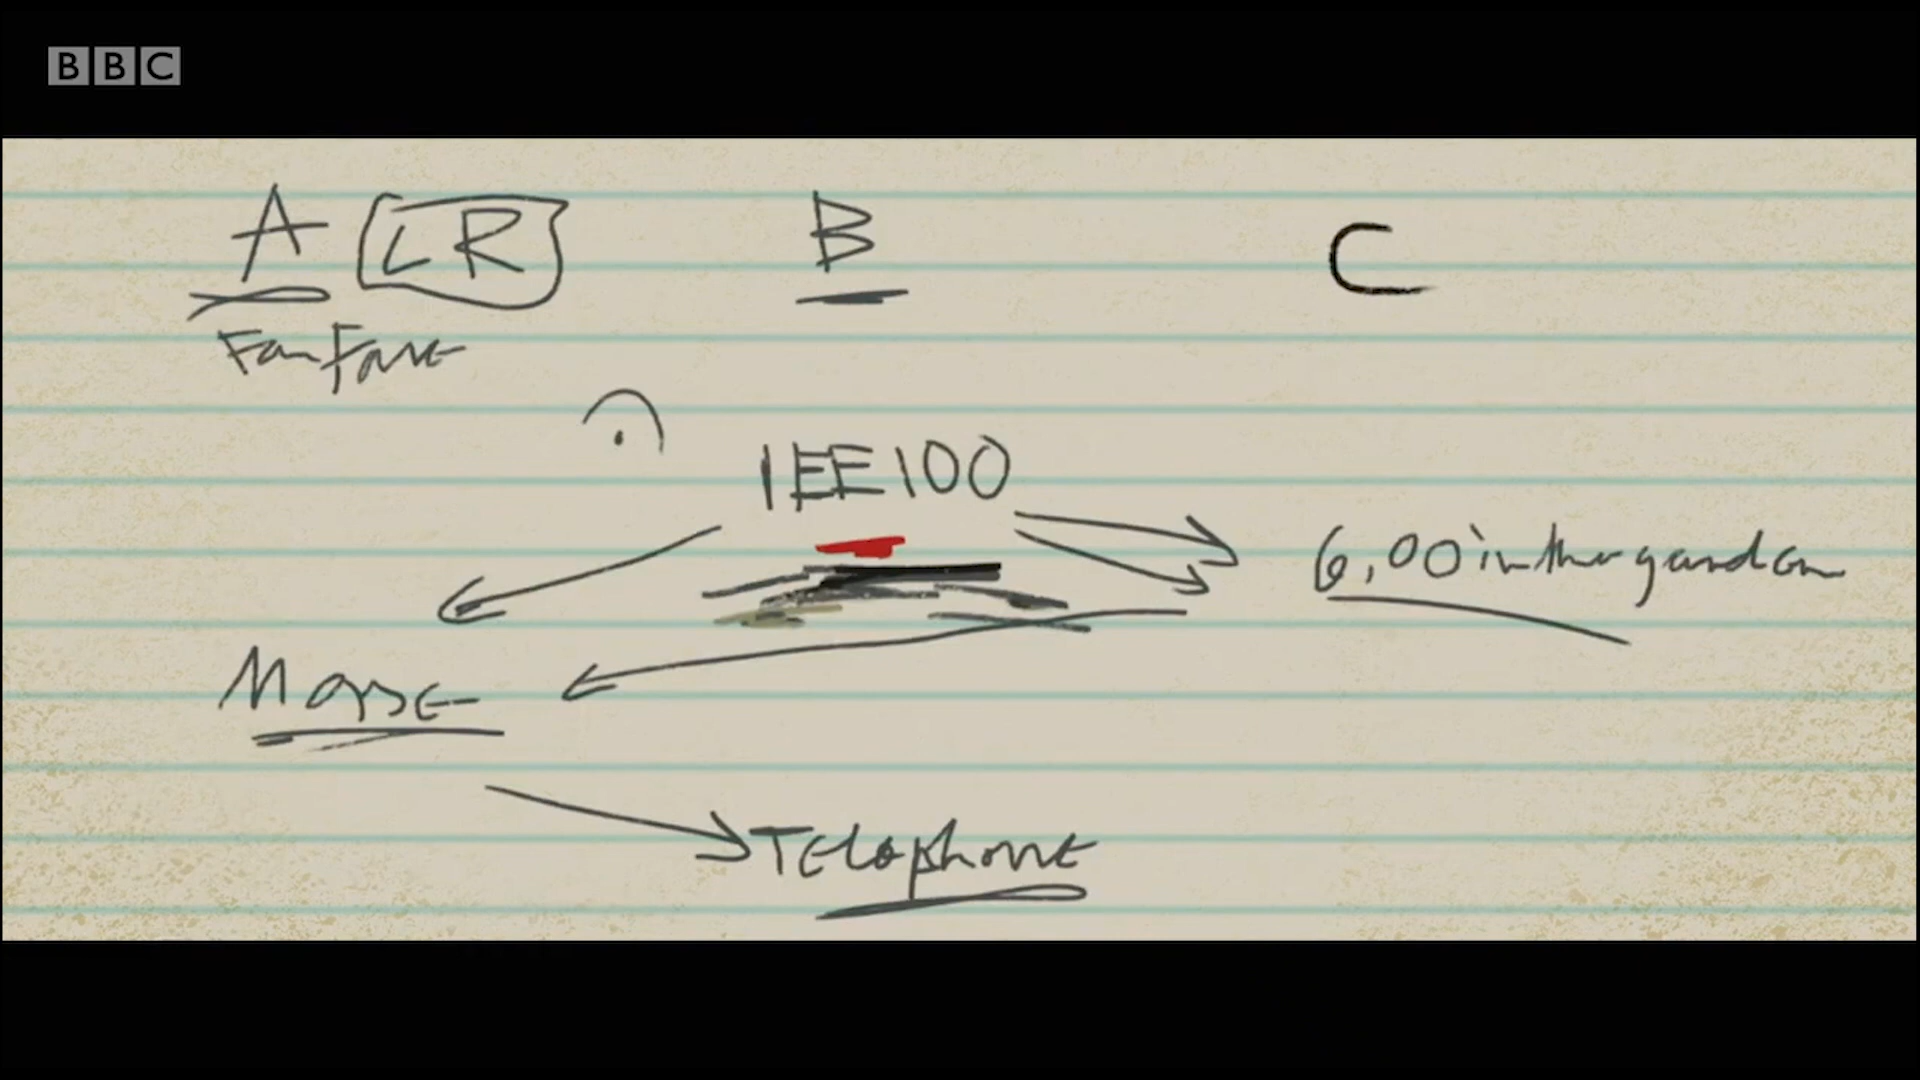 BBC
A LR B C
Fanfare
IEE100
6.00 in the garden
Morse
Telephone